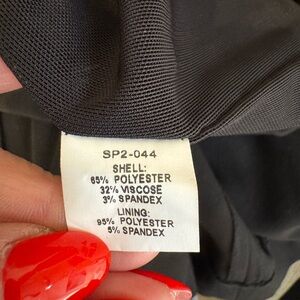 SP2-044
SHELL:
65% POLYESTER
32% VISCOSE
3% SPANDEX
LINING:
95% POLYESTER
5% SPANDEX